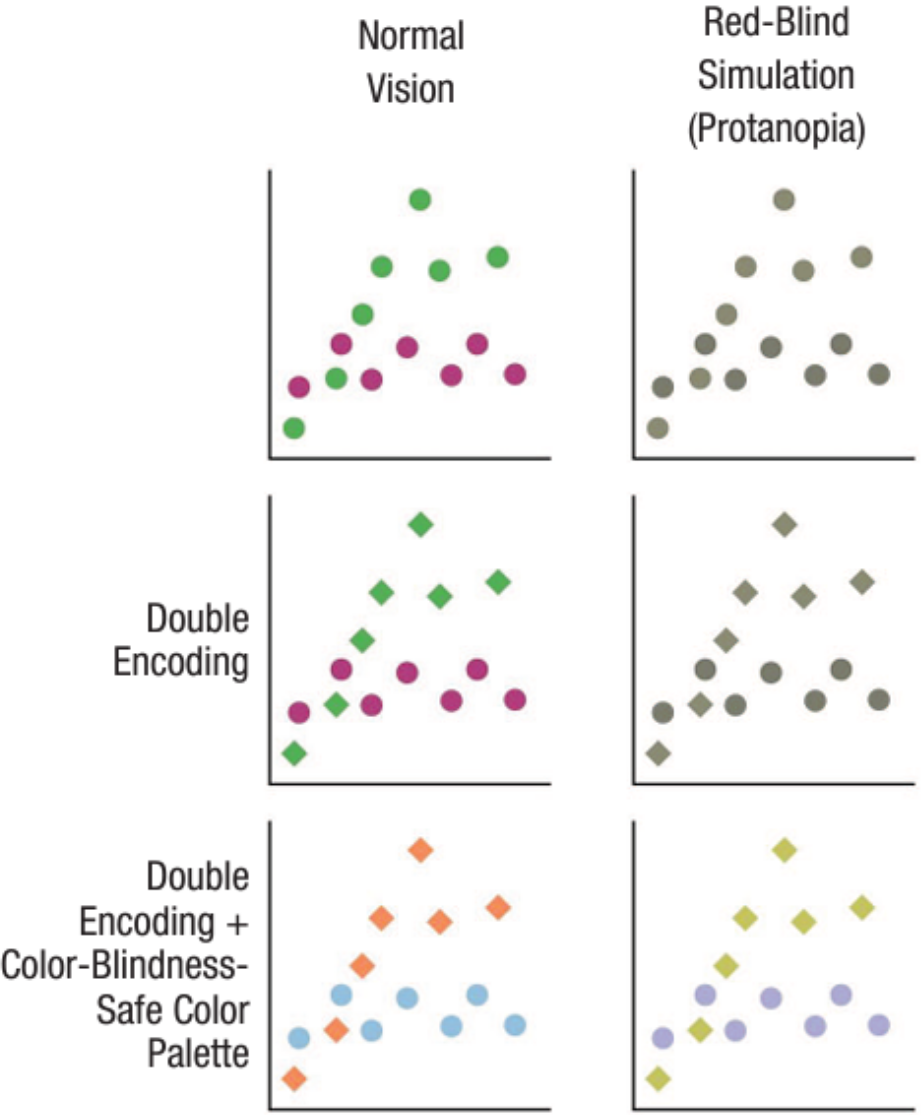 Normal
Vision
Red-Blind
Simulation
(Protanopia)
Double
Encoding
Double
Encoding +
Color-Blindness-
Safe Color
Palette